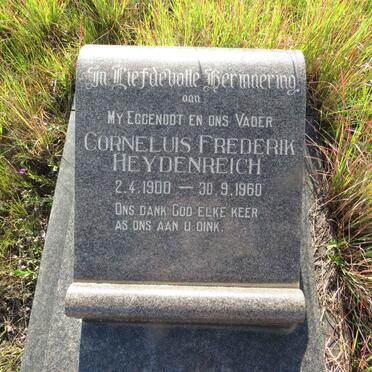 In Liefdevolle Herinnering
aan
MY EGGENOOT EN ONS VADER
CORNELUIS FREDERIK
HEYDENREICH
2.4.1900 — 30.9.1960
ONS DANK GOD ELKE KEER
AS ONS AAN U DINK.